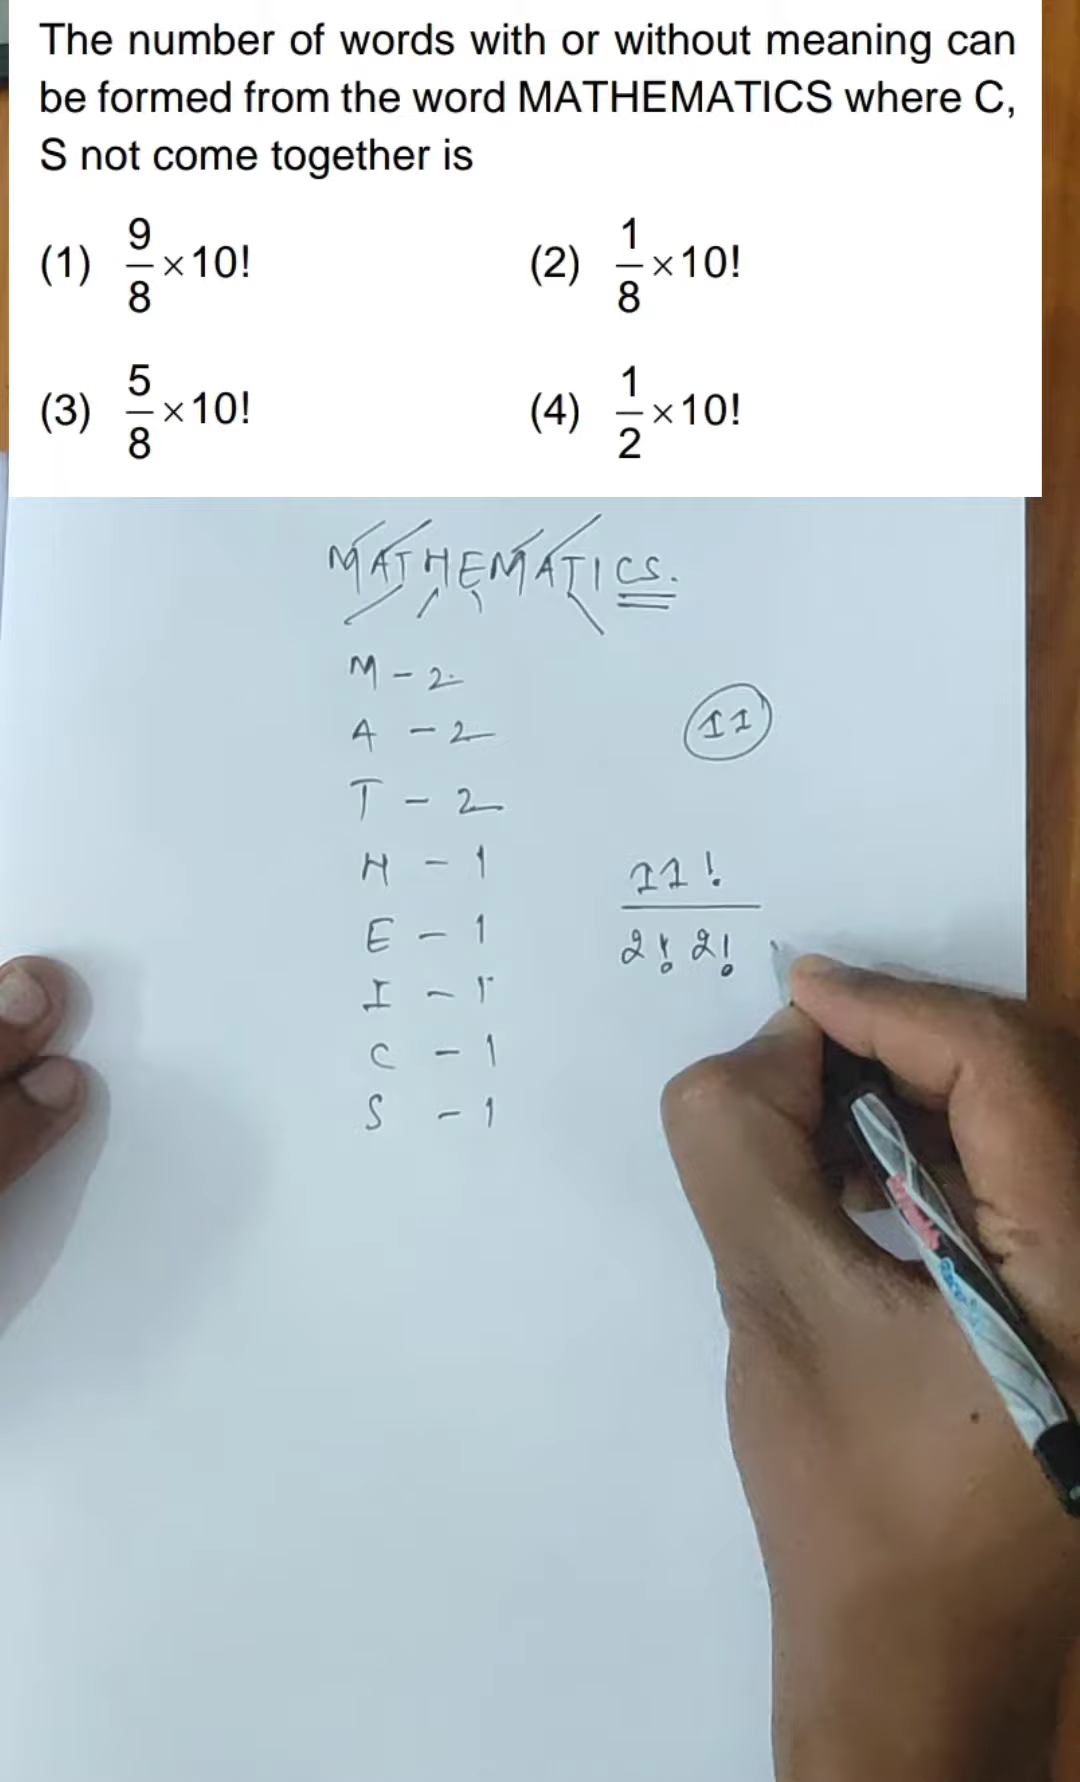 The number of words with or without meaning can
be formed from the word MATHEMATICS where C,
S not come together is
(1) 9/8 × 10! (2) 1/8 × 10!
(3) 5/8 × 10! (4) 1/2 × 10!
MATHEMATICS.
M - 2
A - 2
11
T - 2
H - 1
11!
E - 1
2! 2!
I - 1
C - 1
S - 1